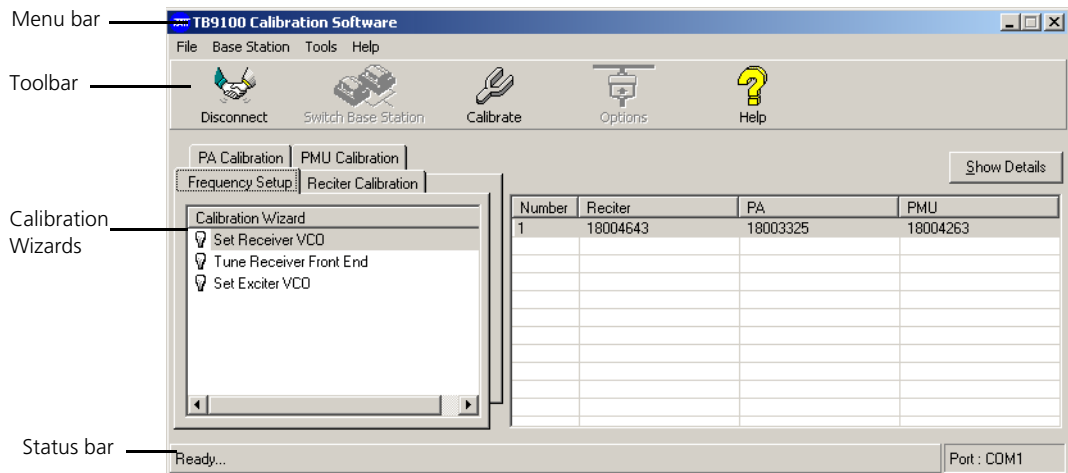 Menu bar
TAIT TB9100 Calibration Software
File Base Station Tools Help
Toolbar
Disconnect Switch Base Station Calibrate Options Help
PA Calibration PMU Calibration
Frequency Setup Reciter Calibration
Show Details
Calibration Wizards
Calibration Wizard
Set Receiver VCO
Tune Receiver Front End
Set Exciter VCO
Number Reciter PA PMU
1 18004643 18003325 18004263
Status bar
Ready...
Port : COM1